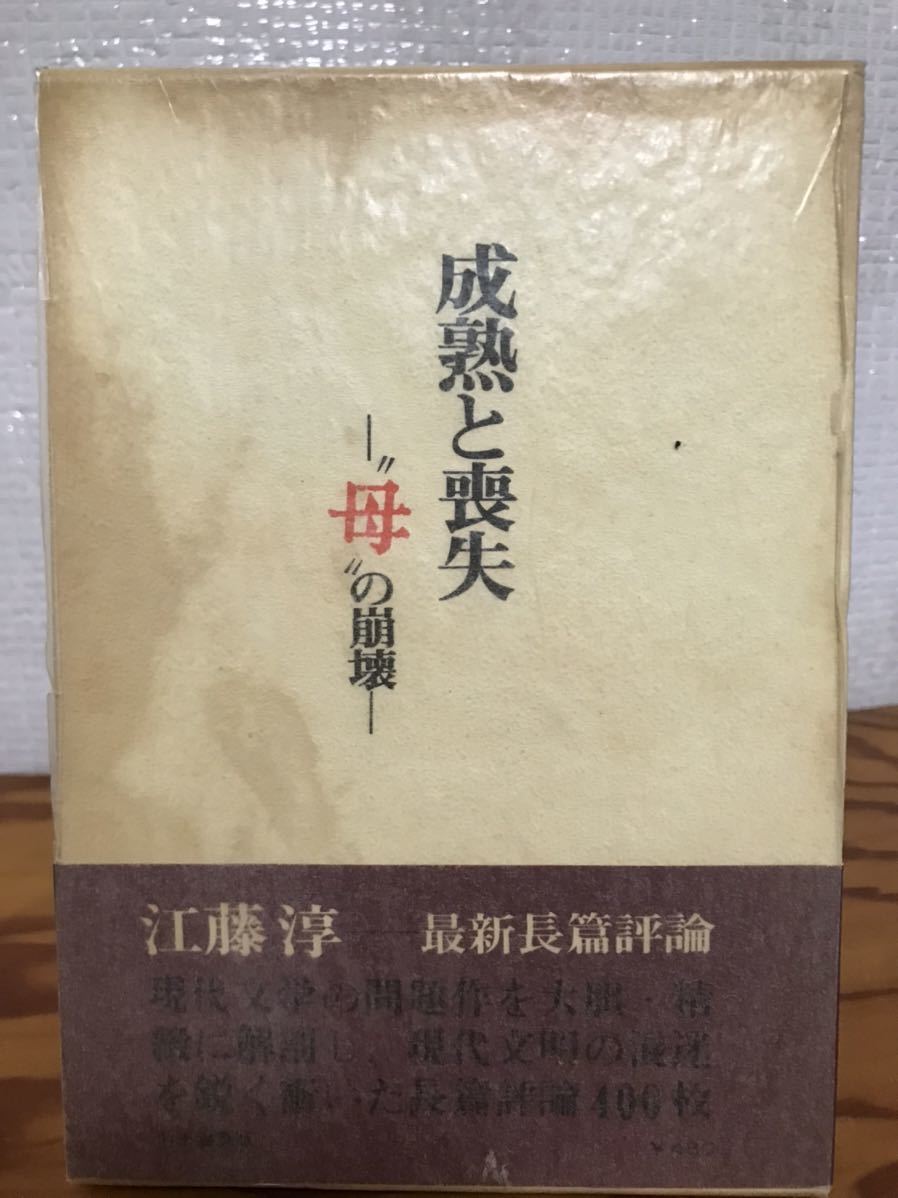 成熟と喪失
―〝母〟の崩壊―
江藤淳 最新長篇評論
現代文学の問題作を大胆・精
緻に解剖し、現代文明の混迷
を鋭く衝いた長篇評論400枚